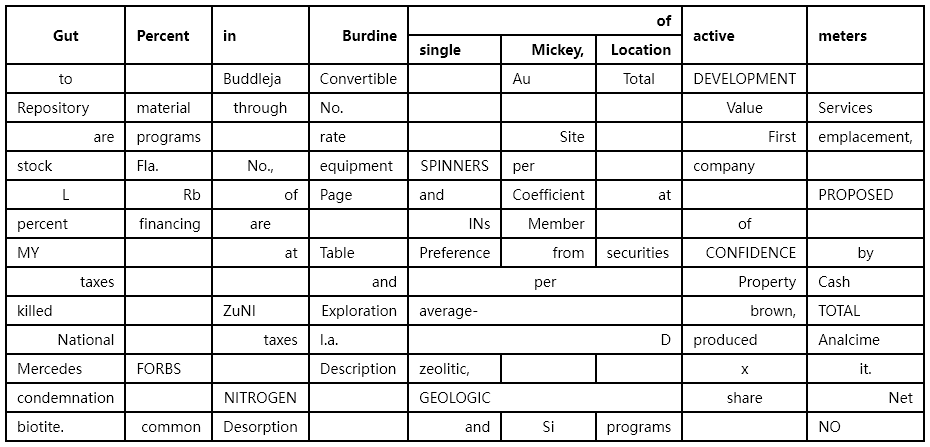 Gut Percent in Burdine of active meters
single Mickey, Location
to Buddleja Convertible Au Total DEVELOPMENT
Repository material through No. Value Services
are programs rate Site First emplacement,
stock Fla. No., equipment SPINNERS per company
L Rb of Page and Coefficient at PROPOSED
percent financing are INs Member of
MY at Table Preference from securities CONFIDENCE by
taxes and per Property Cash
killed ZuNI Exploration average- brown, TOTAL
National taxes I.a. D produced Analcime
Mercedes FORBS Description zeolitic, x it.
condemnation NITROGEN GEOLOGIC share Net
biotite. common Desorption and Si programs NO